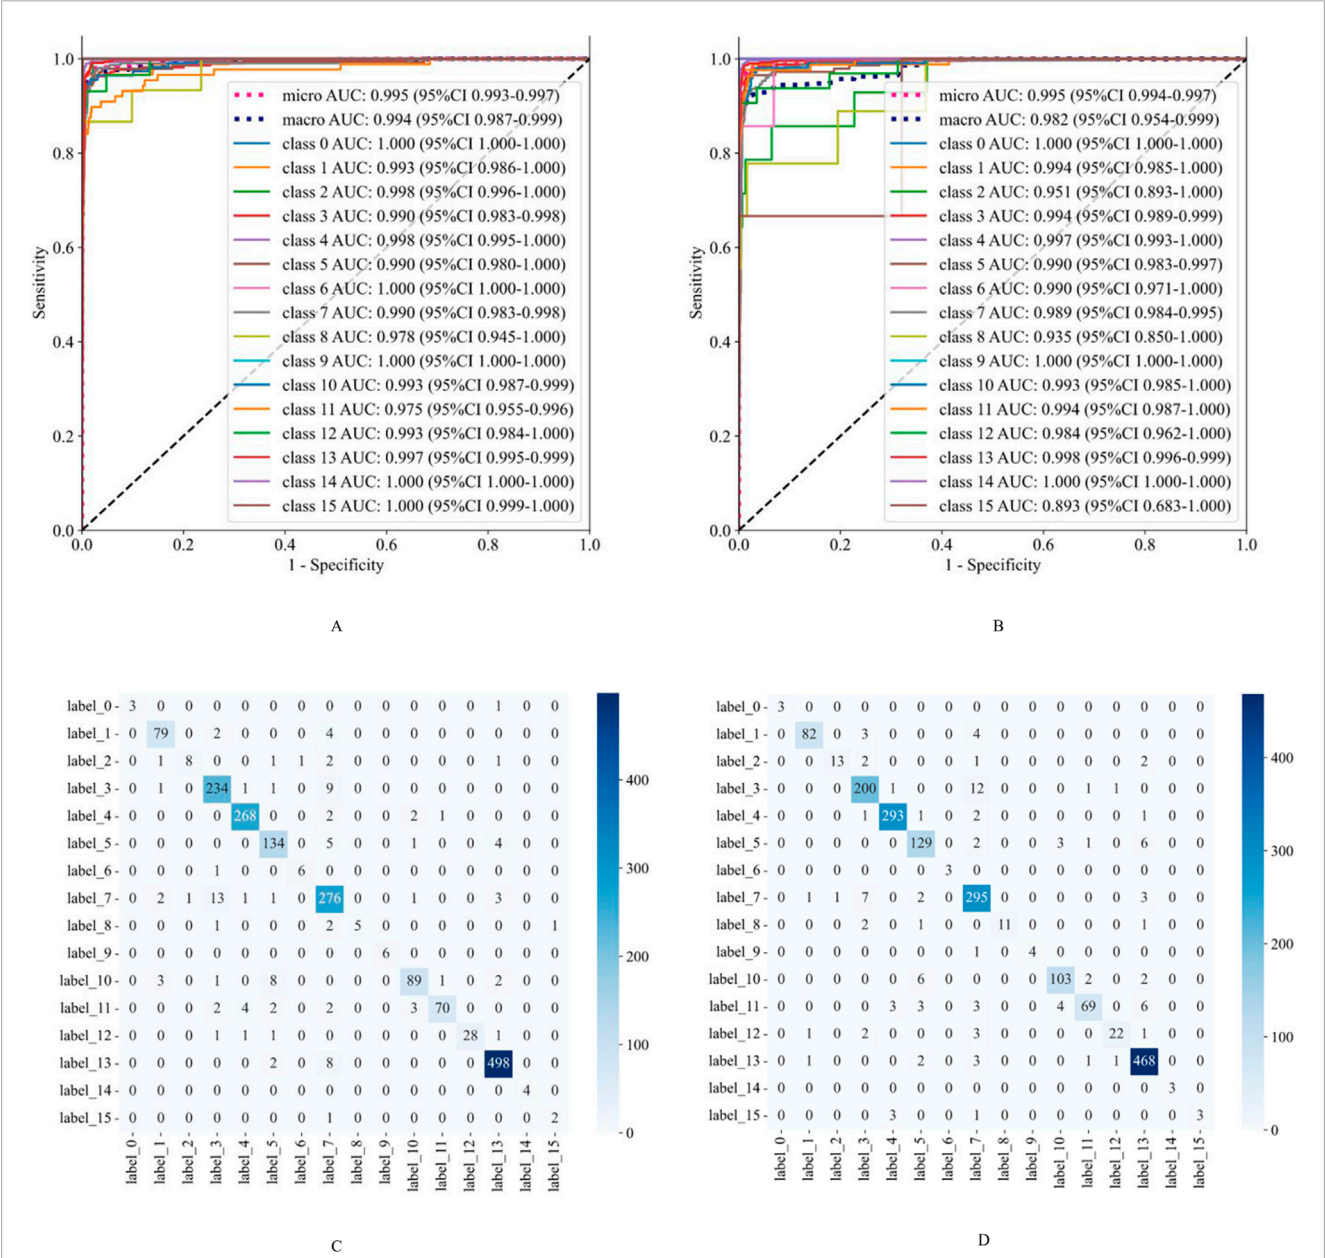 1.0
0.8
0.6
0.4
0.2
0.0
Sensitivity
micro AUC: 0.995 (95%CI 0.993-0.997)
macro AUC: 0.994 (95%CI 0.987-0.999)
class 0 AUC: 1.000 (95%CI 1.000-1.000)
class 1 AUC: 0.993 (95%CI 0.986-1.000)
class 2 AUC: 0.998 (95%CI 0.996-1.000)
class 3 AUC: 0.990 (95%CI 0.983-0.998)
class 4 AUC: 0.998 (95%CI 0.995-1.000)
class 5 AUC: 0.990 (95%CI 0.980-1.000)
class 6 AUC: 1.000 (95%CI 1.000-1.000)
class 7 AUC: 0.990 (95%CI 0.983-0.998)
class 8 AUC: 0.978 (95%CI 0.945-1.000)
class 9 AUC: 1.000 (95%CI 1.000-1.000)
class 10 AUC: 0.993 (95%CI 0.987-0.999)
class 11 AUC: 0.975 (95%CI 0.955-0.996)
class 12 AUC: 0.993 (95%CI 0.984-1.000)
class 13 AUC: 0.997 (95%CI 0.995-0.999)
class 14 AUC: 1.000 (95%CI 1.000-1.000)
class 15 AUC: 1.000 (95%CI 0.999-1.000)
0.0 0.2 0.4 0.6 0.8 1.0
1 - Specificity
A
1.0
0.8
0.6
0.4
0.2
0.0
Sensitivity
micro AUC: 0.995 (95%CI 0.994-0.997)
macro AUC: 0.982 (95%CI 0.954-0.999)
class 0 AUC: 1.000 (95%CI 1.000-1.000)
class 1 AUC: 0.994 (95%CI 0.985-1.000)
class 2 AUC: 0.951 (95%CI 0.893-1.000)
class 3 AUC: 0.994 (95%CI 0.989-0.999)
class 4 AUC: 0.997 (95%CI 0.993-1.000)
class 5 AUC: 0.990 (95%CI 0.983-0.997)
class 6 AUC: 0.990 (95%CI 0.971-1.000)
class 7 AUC: 0.989 (95%CI 0.984-0.995)
class 8 AUC: 0.935 (95%CI 0.850-1.000)
class 9 AUC: 1.000 (95%CI 1.000-1.000)
class 10 AUC: 0.993 (95%CI 0.985-1.000)
class 11 AUC: 0.994 (95%CI 0.987-1.000)
class 12 AUC: 0.984 (95%CI 0.962-1.000)
class 13 AUC: 0.998 (95%CI 0.996-0.999)
class 14 AUC: 1.000 (95%CI 1.000-1.000)
class 15 AUC: 0.893 (95%CI 0.683-1.000)
0.0 0.2 0.4 0.6 0.8 1.0
1 - Specificity
B
label_0 3 0 0 0 0 0 0 0 0 0 0 0 0 1 0 0
label_1 0 79 0 2 0 0 0 4 0 0 0 0 0 0 0 0
label_2 0 1 8 0 0 1 1 2 0 0 0 0 0 1 0 0
label_3 0 1 0 234 1 1 0 9 0 0 0 0 0 0 0 0
label_4 0 0 0 0 268 0 0 2 0 0 2 1 0 0 0 0
label_5 0 0 0 0 0 134 0 5 0 0 1 0 0 4 0 0
label_6 0 0 0 1 0 0 6 0 0 0 0 0 0 0 0 0
label_7 0 2 1 13 1 1 0 276 0 0 1 0 0 3 0 0
label_8 0 0 0 1 0 0 0 2 5 0 0 0 0 0 0 1
label_9 0 0 0 0 0 0 0 0 0 6 0 0 0 0 0 0
label_10 0 3 0 1 0 8 0 0 0 0 89 1 0 2 0 0
label_11 0 0 0 2 4 2 0 2 0 0 3 70 0 0 0 0
label_12 0 0 0 1 1 1 0 0 0 0 0 0 28 1 0 0
label_13 0 0 0 0 0 2 0 8 0 0 0 0 0 498 0 0
label_14 0 0 0 0 0 0 0 0 0 0 0 0 0 0 4 0
label_15 0 0 0 0 0 0 0 1 0 0 0 0 0 0 0 2
label_0 label_1 label_2 label_3 label_4 label_5 label_6 label_7 label_8 label_9 label_10 label_11 label_12 label_13 label_14 label_15
400
300
200
100
0
C
label_0 3 0 0 0 0 0 0 0 0 0 0 0 0 0 0 0
label_1 0 82 0 3 0 0 0 4 0 0 0 0 0 0 0 0
label_2 0 0 13 2 0 0 0 1 0 0 0 0 0 2 0 0
label_3 0 0 0 200 1 0 0 12 0 0 0 1 1 0 0 0
label_4 0 0 0 1 293 1 0 2 0 0 0 0 0 1 0 0
label_5 0 0 0 0 0 129 0 2 0 0 3 1 0 6 0 0
label_6 0 0 0 0 0 0 3 0 0 0 0 0 0 0 0 0
label_7 0 1 1 7 0 2 0 295 0 0 0 0 0 3 0 0
label_8 0 0 0 2 0 1 0 0 11 0 0 0 0 1 0 0
label_9 0 0 0 0 0 0 0 1 0 4 0 0 0 0 0 0
label_10 0 0 0 0 0 6 0 0 0 0 103 2 0 2 0 0
label_11 0 0 0 0 3 3 0 3 0 0 4 69 0 6 0 0
label_12 0 1 0 2 0 0 0 3 0 0 0 0 22 1 0 0
label_13 0 1 0 0 0 2 0 3 0 0 0 1 1 468 0 0
label_14 0 0 0 0 0 0 0 0 0 0 0 0 0 0 3 0
label_15 0 0 0 0 3 0 0 1 0 0 0 0 0 0 0 3
label_0 label_1 label_2 label_3 label_4 label_5 label_6 label_7 label_8 label_9 label_10 label_11 label_12 label_13 label_14 label_15
400
300
200
100
0
D